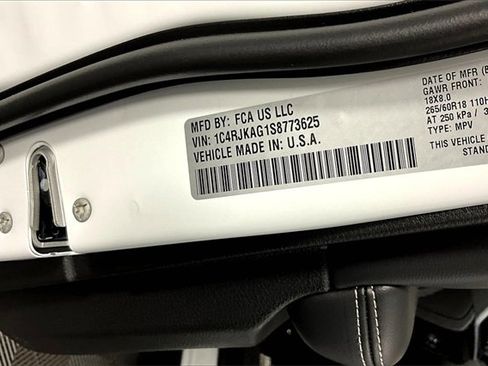 MFD BY: FCA US LLC
VIN: 1C4RJKAG1S8773625
VEHICLE MADE IN: U.S.A.
DATE OF MFR
GAWR FRONT:
18X8.0
265/60R18 110H
AT 250 kPa / 3
TYPE: MPV
THIS VEHICLE
STAND